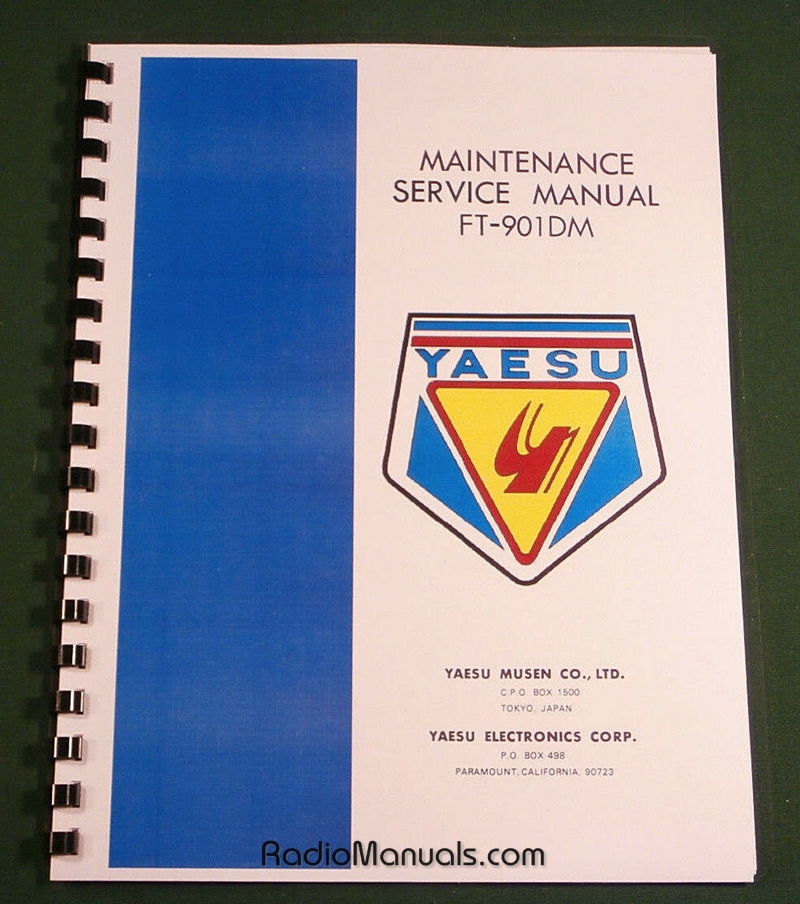 MAINTENANCE
SERVICE MANUAL
FT-901DM
YAESU
YAESU MUSEN CO., LTD.
C.P.O. BOX 1500
TOKYO, JAPAN
YAESU ELECTRONICS CORP.
P.O. BOX 498
PARAMOUNT, CALIFORNIA, 90723
RadioManuals.com